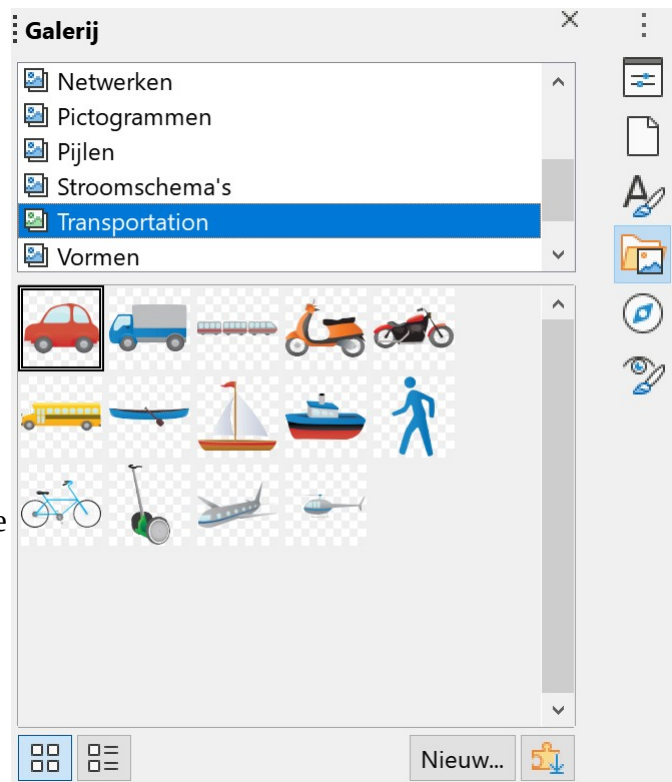 Galerij
Netwerken
Pictogrammen
Pijlen
Stroomschema's
Transportation
Vormen
e
Nieuw...